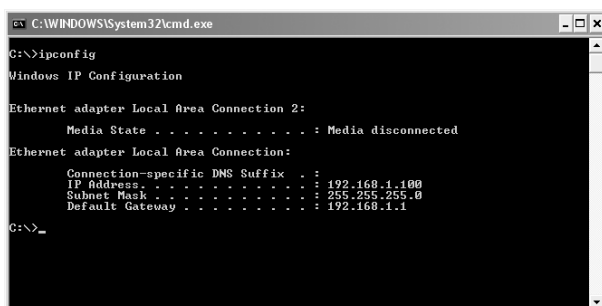 C:\WINDOWS\System32\cmd.exe
C:\>ipconfig
Windows IP Configuration
Ethernet adapter Local Area Connection 2:
Media State . . . . . . . . . . . : Media disconnected
Ethernet adapter Local Area Connection:
Connection-specific DNS Suffix . :
IP Address. . . . . . . . . . . . : 192.168.1.100
Subnet Mask . . . . . . . . . . . : 255.255.255.0
Default Gateway . . . . . . . . . : 192.168.1.1
C:\>_